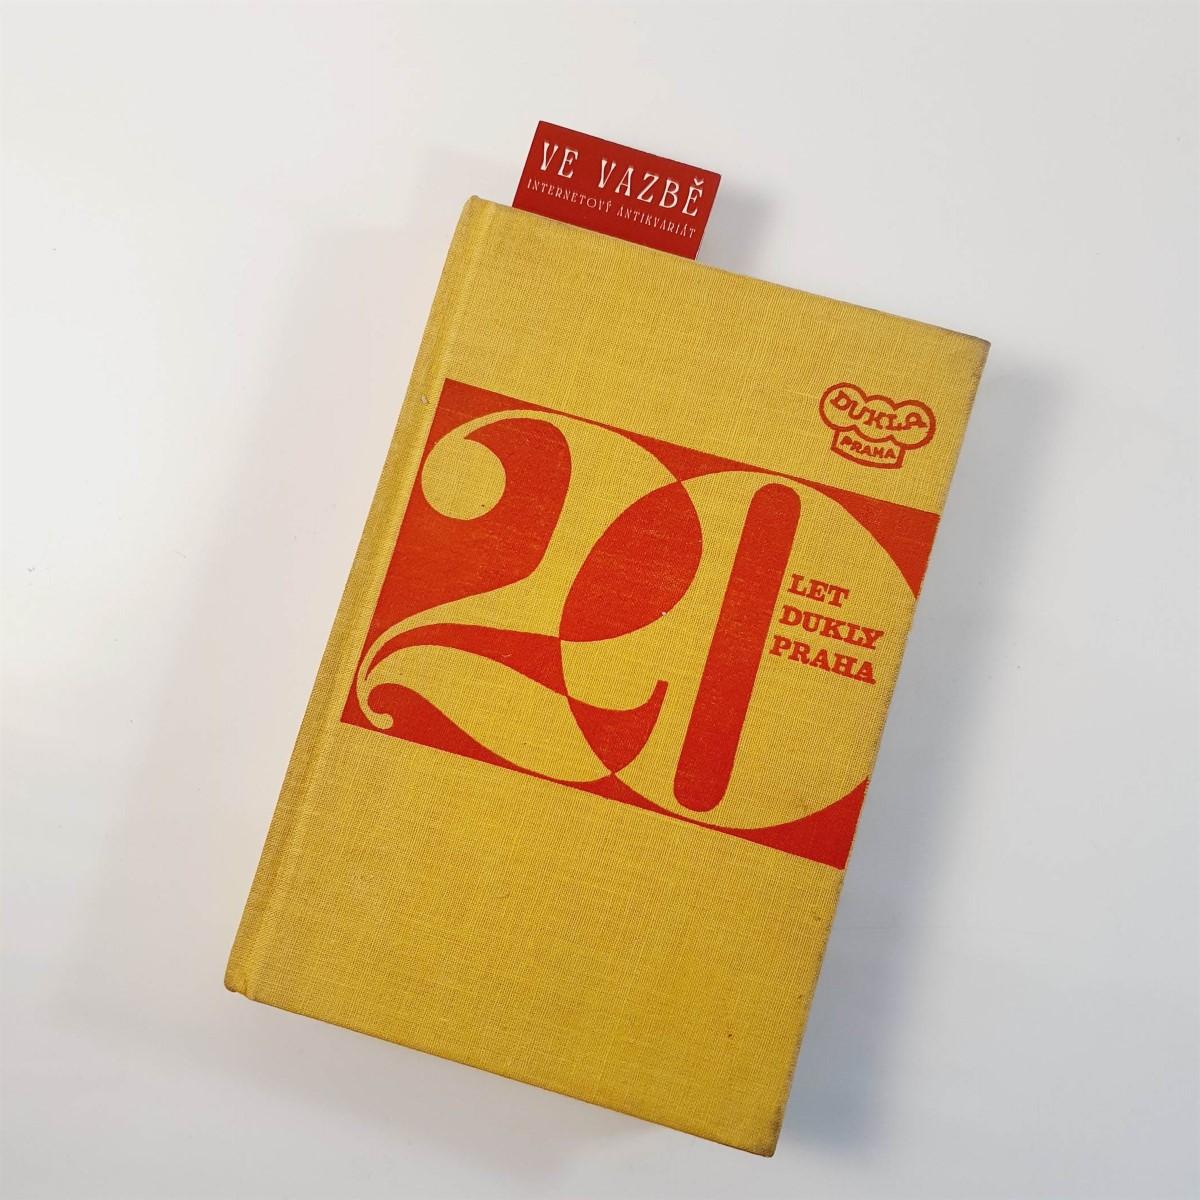 VE VAZBĚ
INTERNETOVÝ ANTIKVARIÁT
DUKLA
PRAHA
20
LET
DUKLY
PRAHA